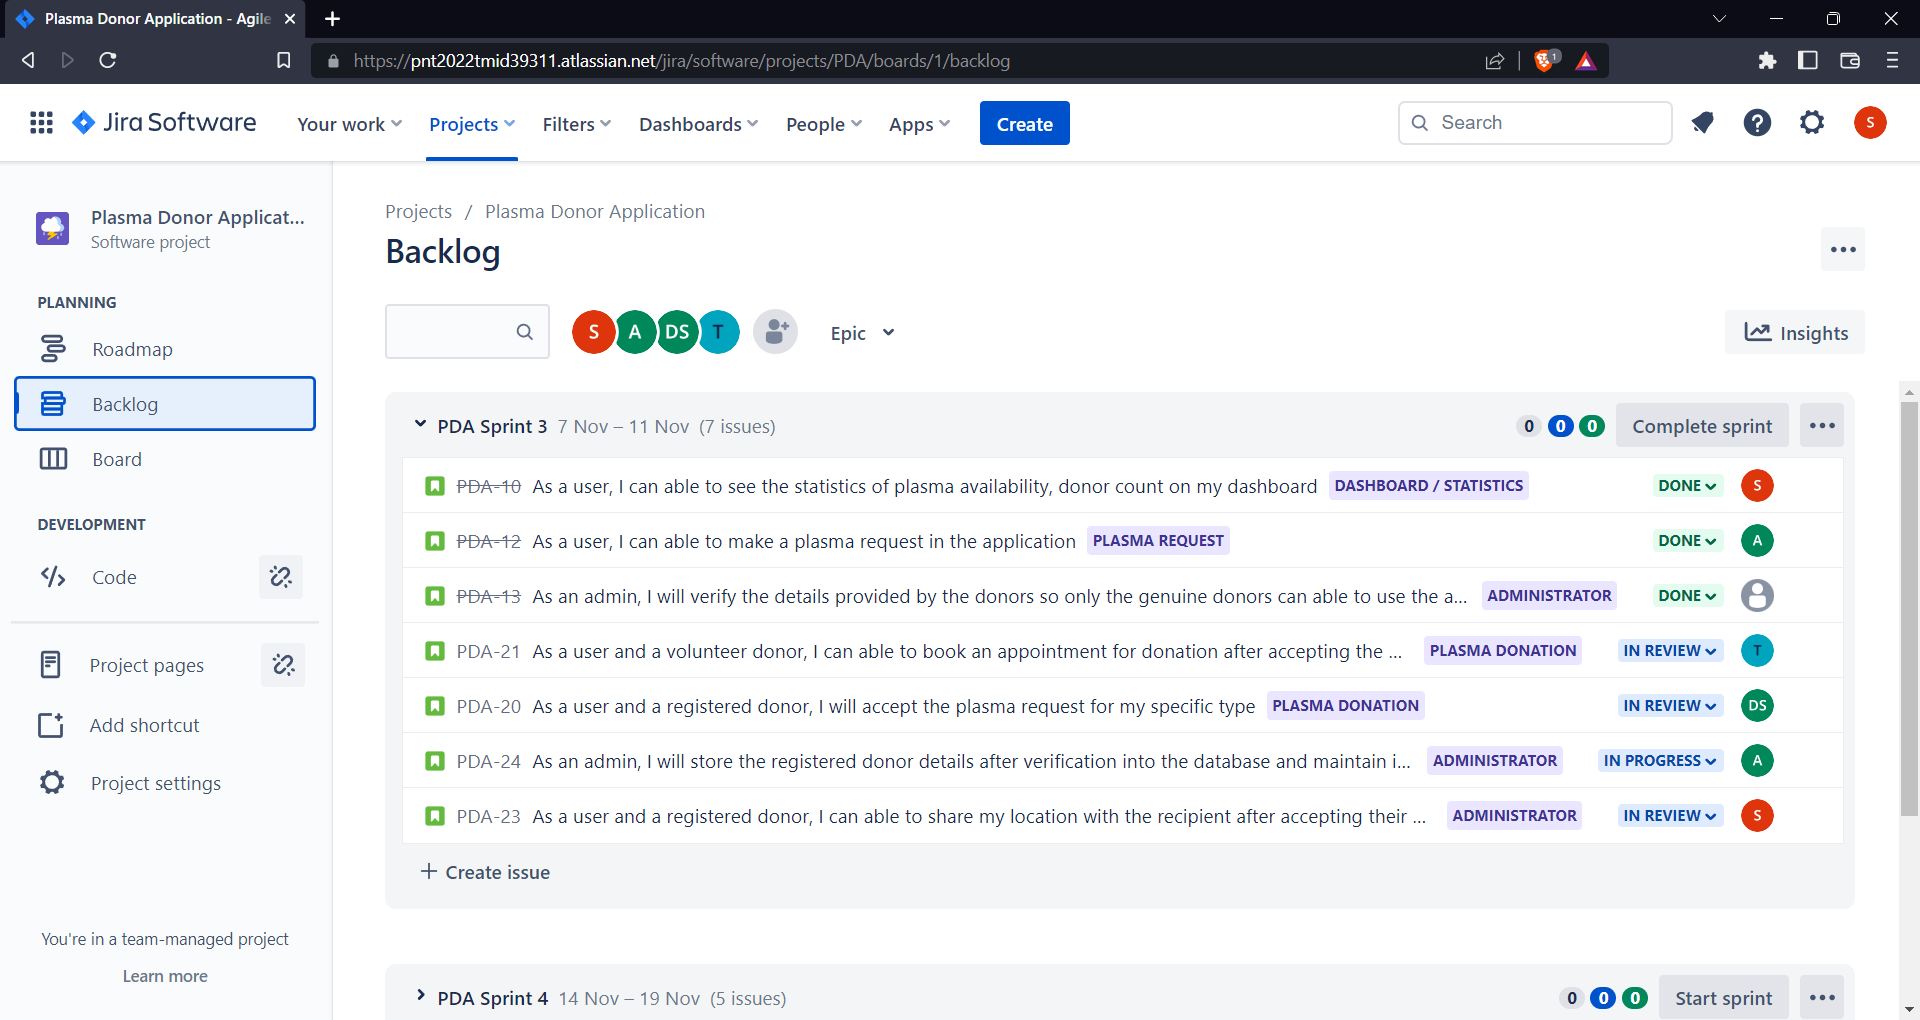 Plasma Donor Application - Agile
https://pnt2022tmid39311.atlassian.net/jira/software/projects/PDA/boards/1/backlog
1
Jira Software
Your work
Projects
Filters
Dashboards
People
Apps
Create
Search
S
Plasma Donor Applicat...
Software project
PLANNING
Roadmap
Backlog
Board
DEVELOPMENT
Code
Project pages
Add shortcut
Project settings
You're in a team-managed project
Learn more
Projects / Plasma Donor Application
Backlog
S A DS T
Epic
Insights
PDA Sprint 3 7 Nov – 11 Nov (7 issues) 0 0 0 Complete sprint
PDA-10 As a user, I can able to see the statistics of plasma availability, donor count on my dashboard DASHBOARD / STATISTICS DONE S
PDA-12 As a user, I can able to make a plasma request in the application PLASMA REQUEST DONE A
PDA-13 As an admin, I will verify the details provided by the donors so only the genuine donors can able to use the a... ADMINISTRATOR DONE
PDA-21 As a user and a volunteer donor, I can able to book an appointment for donation after accepting the ... PLASMA DONATION IN REVIEW T
PDA-20 As a user and a registered donor, I will accept the plasma request for my specific type PLASMA DONATION IN REVIEW DS
PDA-24 As an admin, I will store the registered donor details after verification into the database and maintain i... ADMINISTRATOR IN PROGRESS A
PDA-23 As a user and a registered donor, I can able to share my location with the recipient after accepting their ... ADMINISTRATOR IN REVIEW S
+ Create issue
PDA Sprint 4 14 Nov – 19 Nov (5 issues) 0 0 0 Start sprint